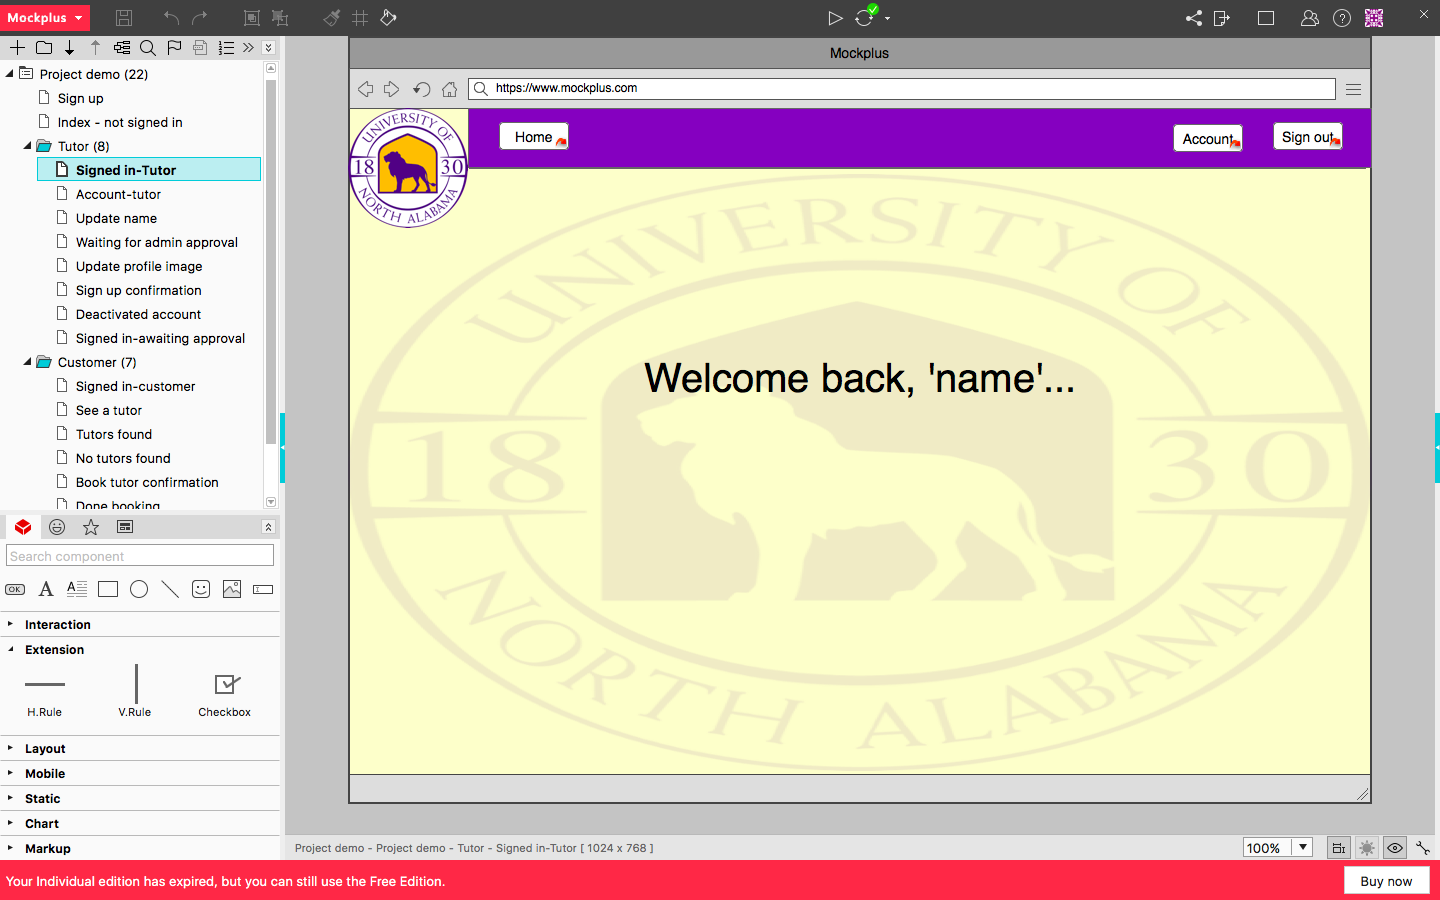 Mockplus
Mockplus
https://www.mockplus.com
Project demo (22)
Sign up
Index - not signed in
Tutor (8)
Signed in-Tutor
Account-tutor
Update name
Waiting for admin approval
Update profile image
Sign up confirmation
Deactivated account
Signed in-awaiting approval
Customer (7)
Signed in-customer
See a tutor
Tutors found
No tutors found
Book tutor confirmation
Done booking
Search component
OK
A
A
Interaction
Extension
H.Rule
V.Rule
Checkbox
Layout
Mobile
Static
Chart
Markup
UNIVERSITY OF
18 30
NORTH ALABAMA
Home
Account
Sign out
UNIVERSITY OF
Welcome back, 'name'...
18 30
NORTH ALABAMA
Project demo - Project demo - Tutor - Signed in-Tutor [ 1024 x 768 ]
100%
Your Individual edition has expired, but you can still use the Free Edition.
Buy now